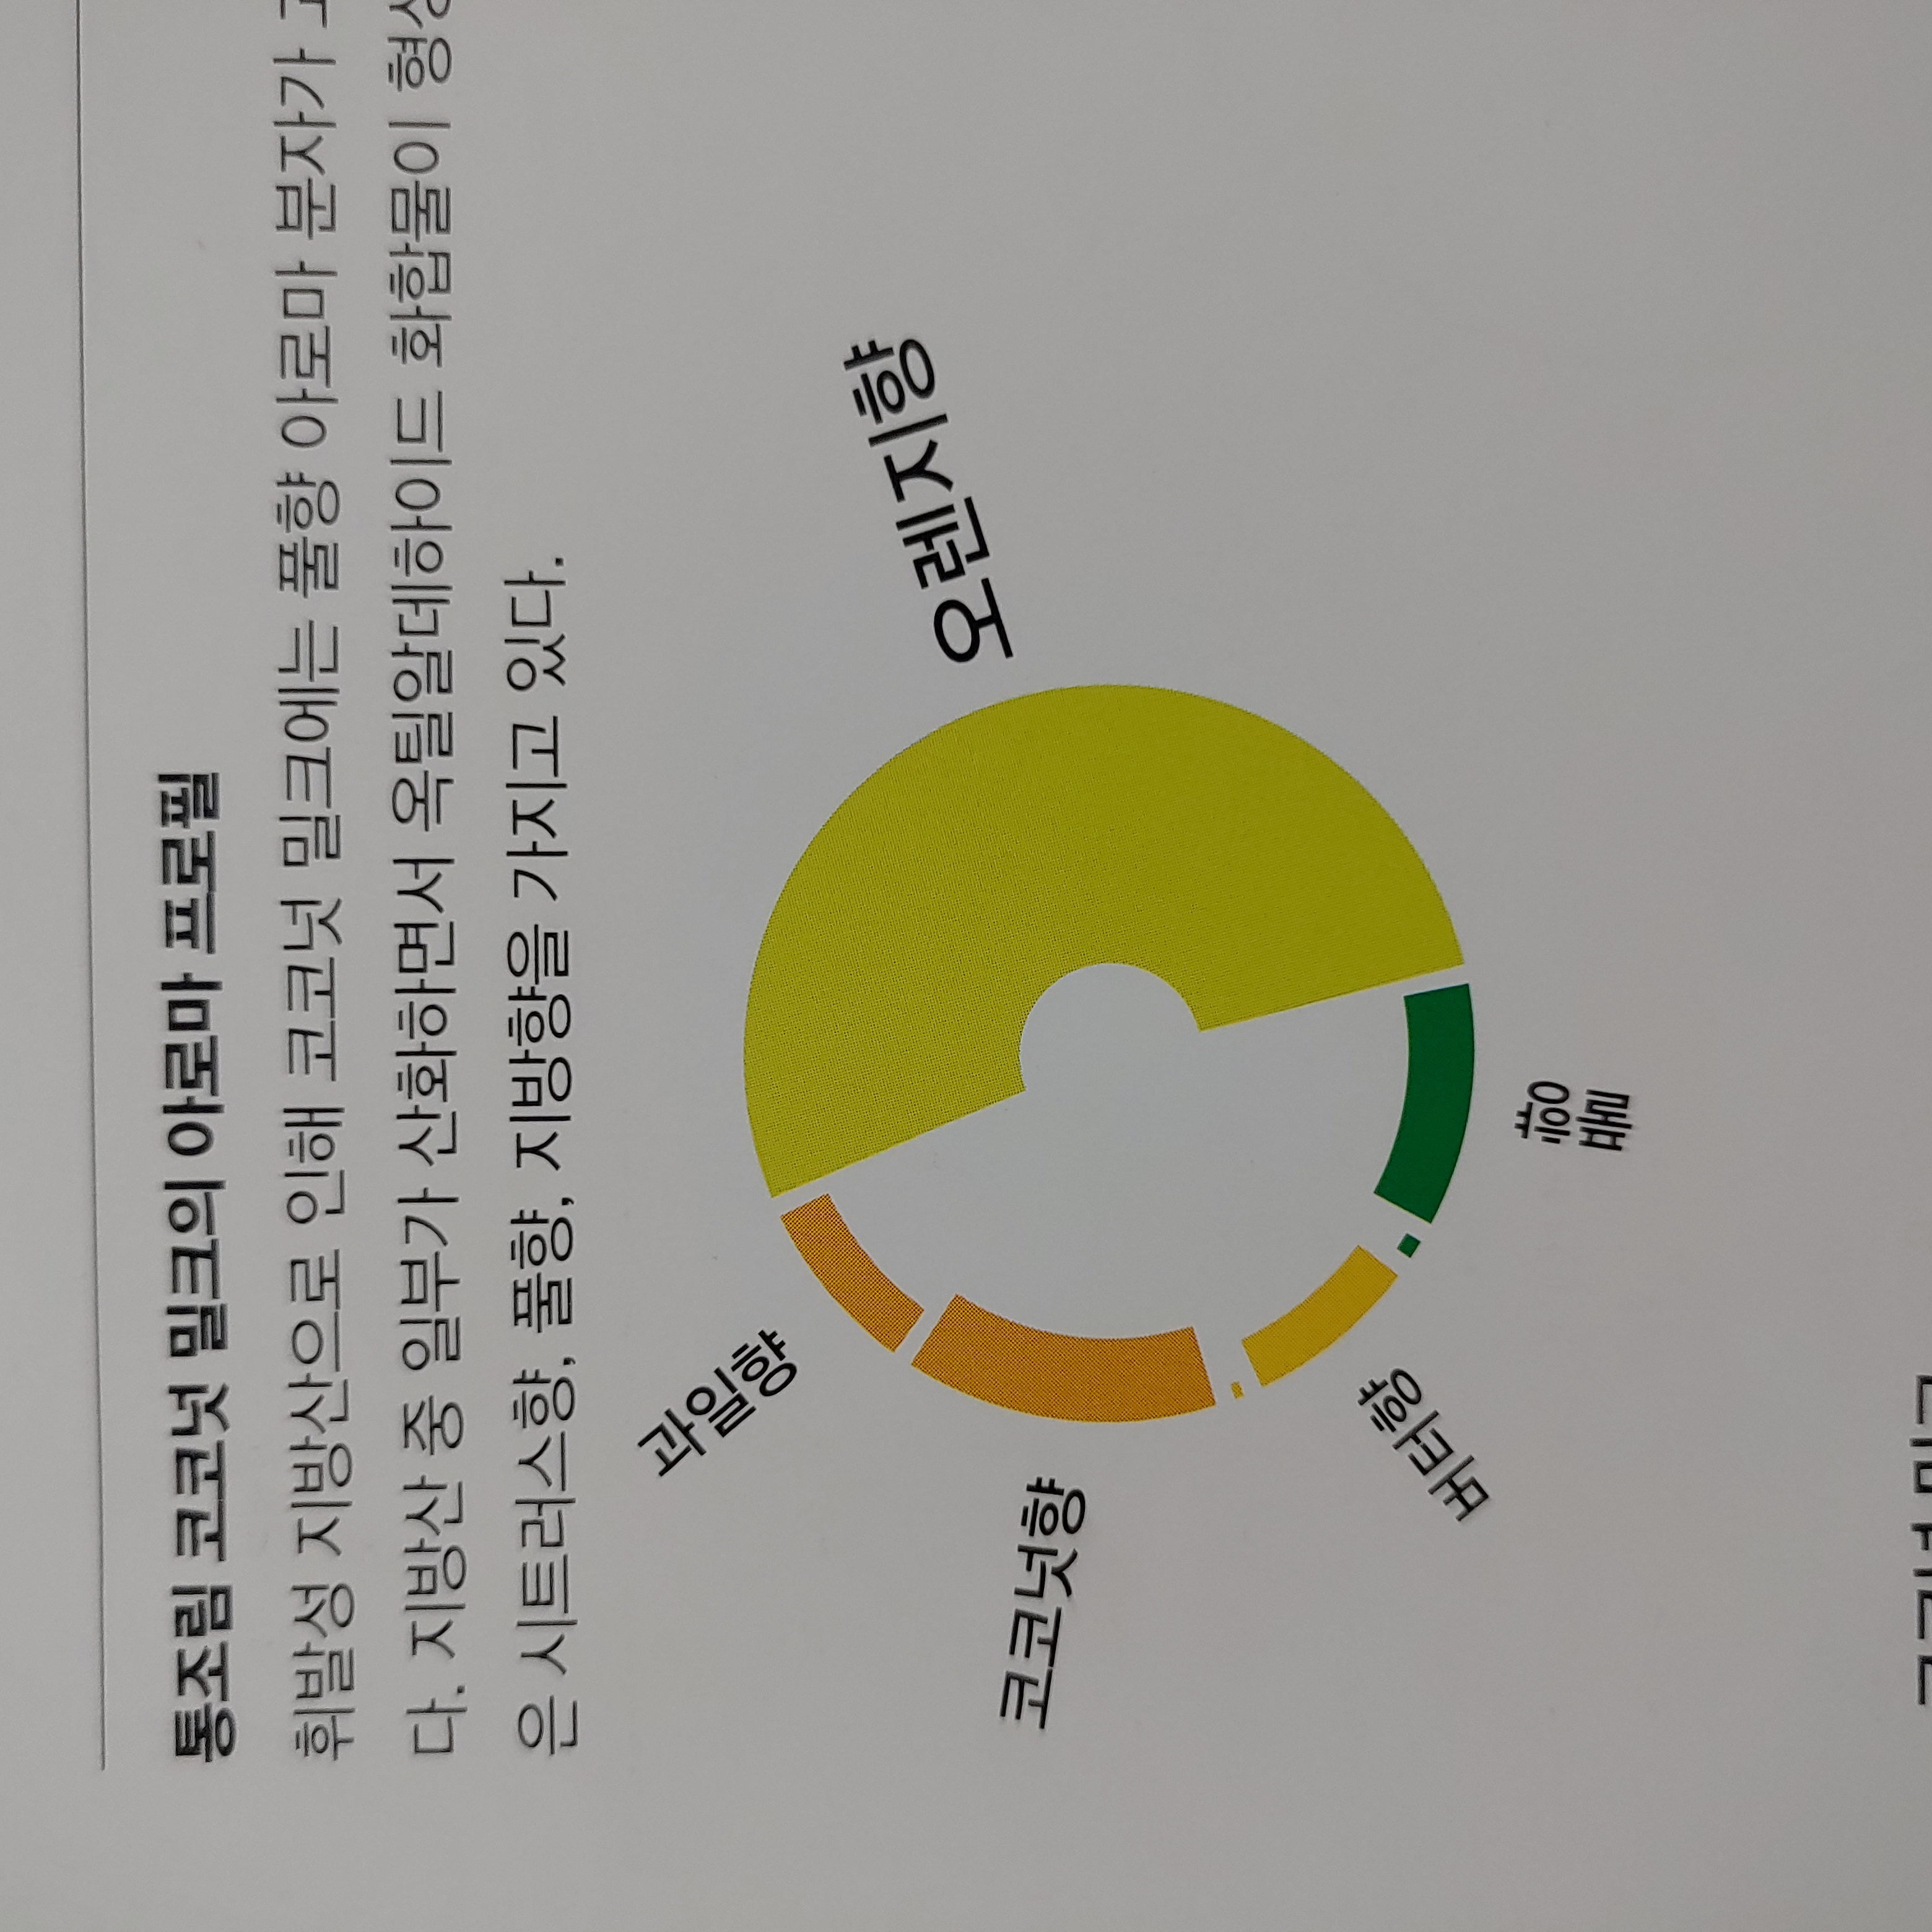 통조림 코코넛 밀크의 아로마 프로필
휘발성 지방산으로 인해 코코넛 밀크에는 풀향 아로마 분자가
다. 지방산 중 일부가 산화하면서 옥틸알데하이드 화합물이
은 시트러스향, 풀향, 지방향을 가지고 있다.
과일향
오렌지향
코코넛향
버터향
풀향